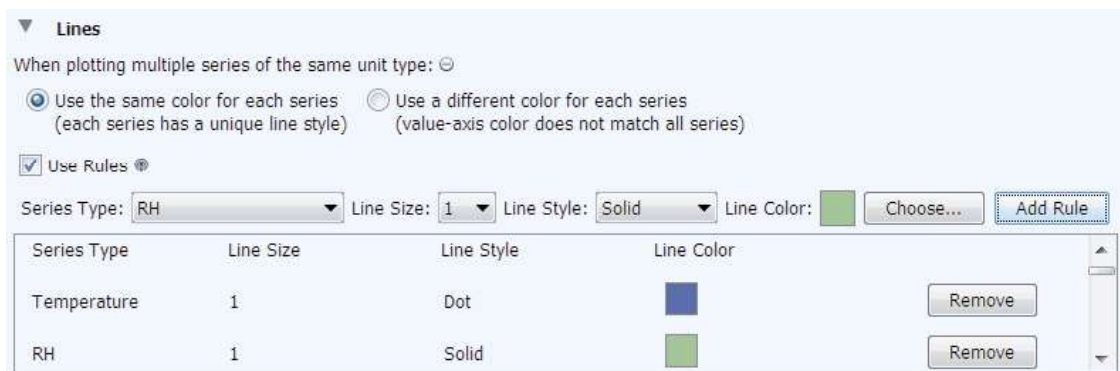 Lines
When plotting multiple series of the same unit type:
Use the same color for each series Use a different color for each series
(each series has a unique line style) (value-axis color does not match all series)
Use Rules
Series Type: RH Line Size: 1 Line Style: Solid Line Color: Choose... Add Rule
Series Type Line Size Line Style Line Color
Temperature 1 Dot Remove
RH 1 Solid Remove